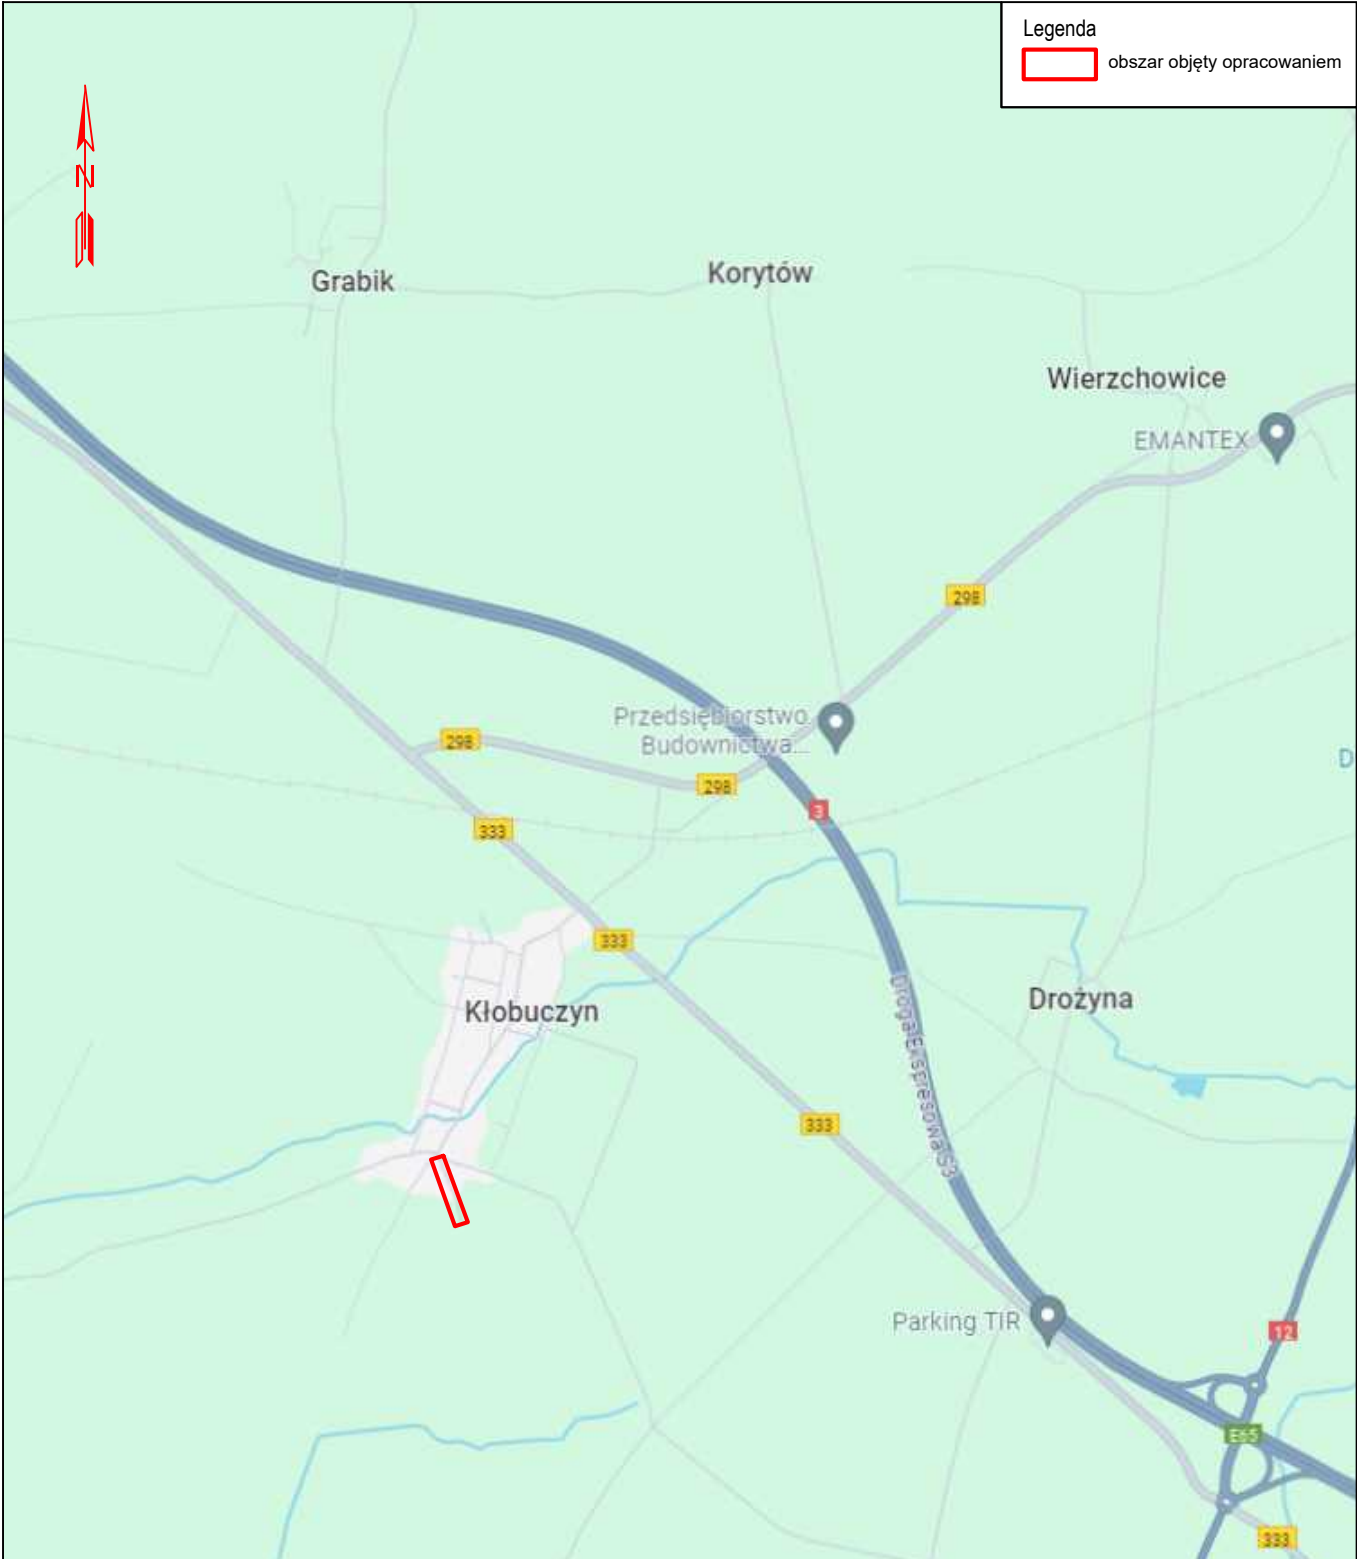 Legenda
obszar objęty opracowaniem
N
Grabik
Korytów
Wierzchowice
EMANTEX
298
Przedsiębiorstwo
Budownictwa...
298
298
D
3
333
333
Kłobuczyn
Drożyna
Droga Ekspresowa S3
333
Parking TIR
12
E65
333